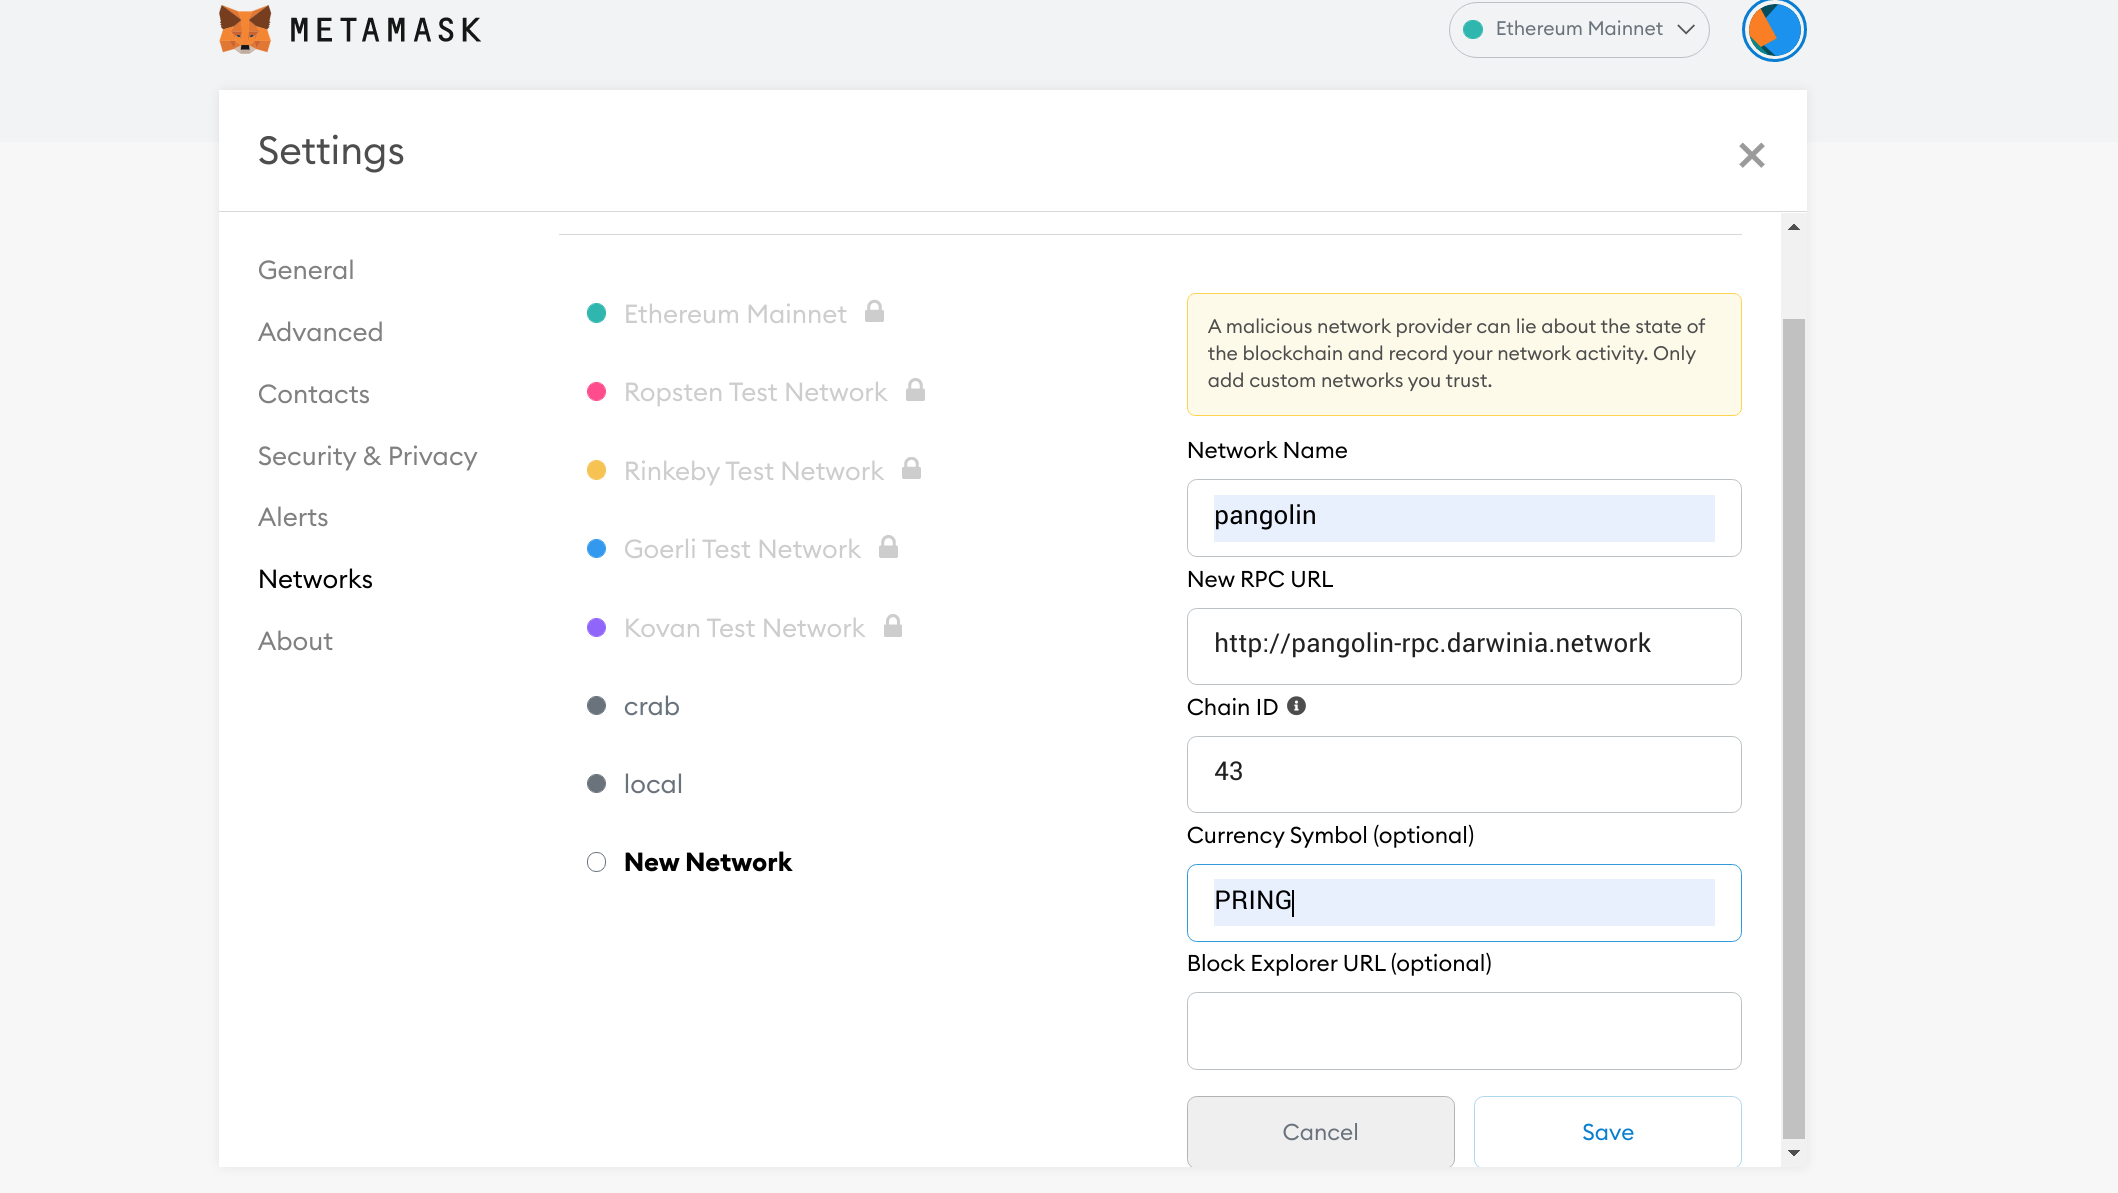 METAMASK
Ethereum Mainnet
Settings
General
Advanced
Contacts
Security & Privacy
Alerts
Networks
About
Ethereum Mainnet
Ropsten Test Network
Rinkeby Test Network
Goerli Test Network
Kovan Test Network
crab
local
New Network
A malicious network provider can lie about the state of
the blockchain and record your network activity. Only
add custom networks you trust.
Network Name
pangolin
New RPC URL
http://pangolin-rpc.darwinia.network
Chain ID
43
Currency Symbol (optional)
PRING
Block Explorer URL (optional)
Cancel
Save